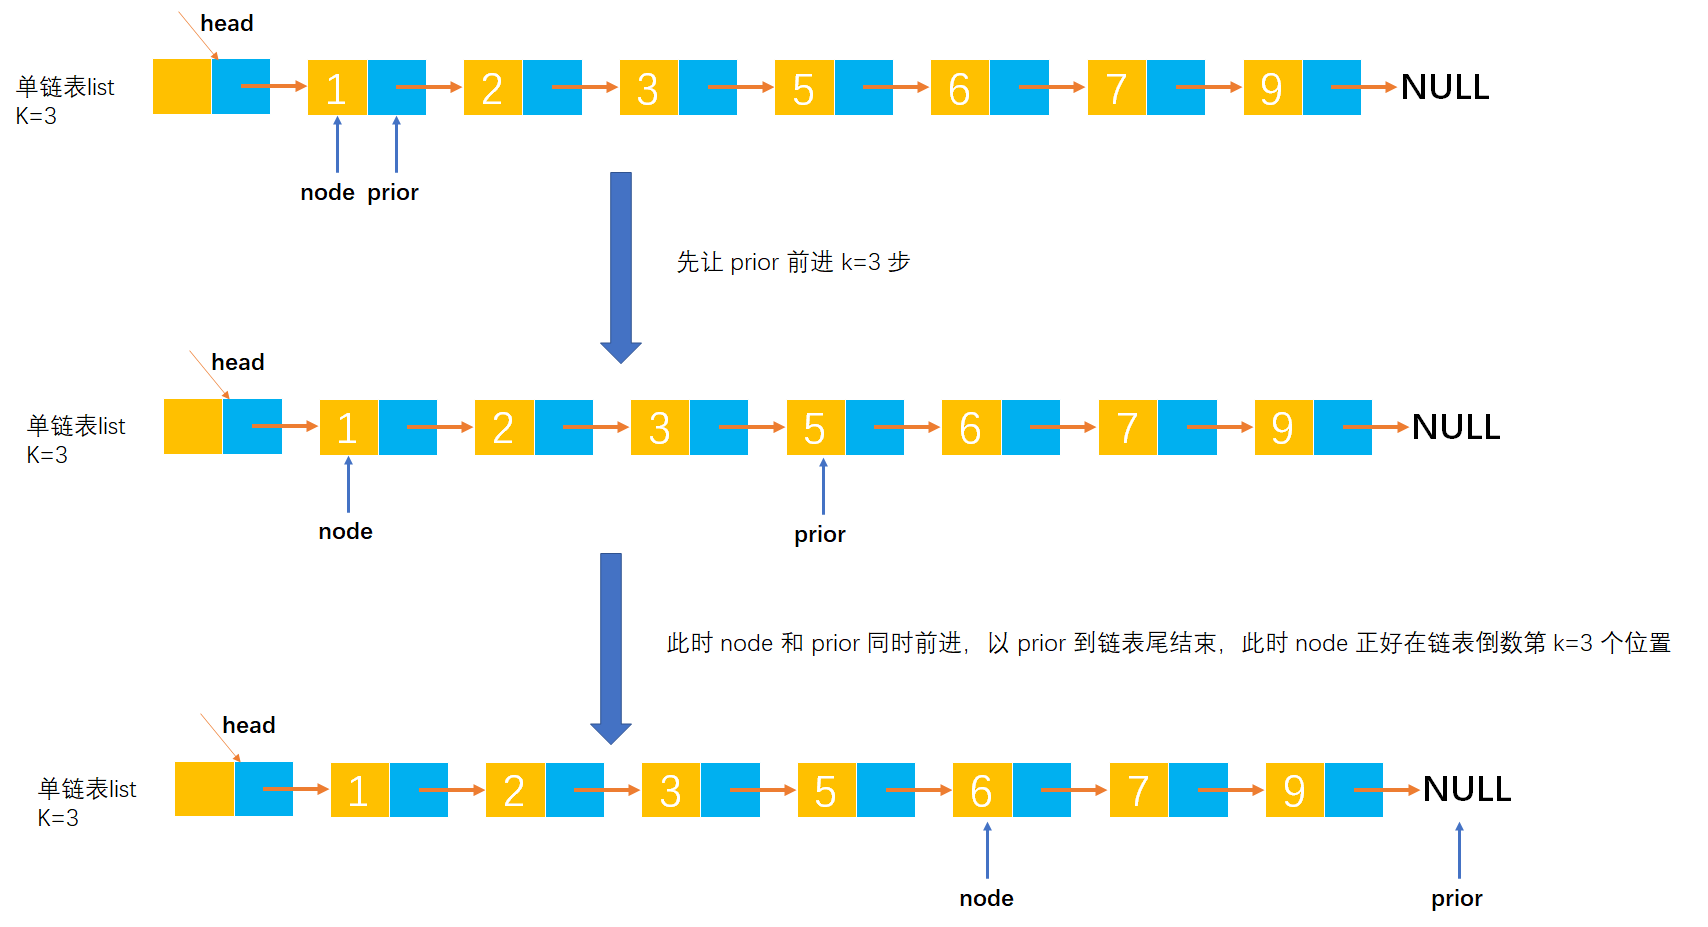 head
单链表list
K=3
1 2 3 5 6 7 9 NULL
node prior
先让 prior 前进 k=3 步
head
单链表list
K=3
1 2 3 5 6 7 9 NULL
node
prior
此时 node 和 prior 同时前进，以 prior 到链表尾结束，此时 node 正好在链表倒数第 k=3 个位置
head
单链表list
K=3
1 2 3 5 6 7 9 NULL
node prior